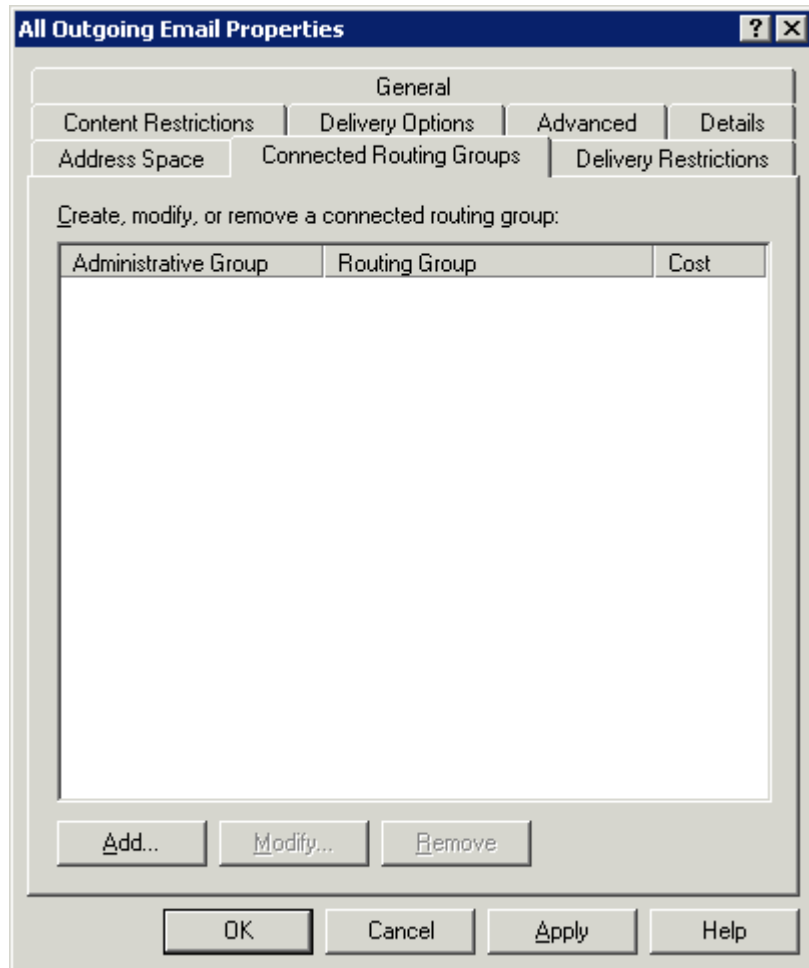 All Outgoing Email Properties
General
Content Restrictions Delivery Options Advanced Details
Address Space Connected Routing Groups Delivery Restrictions
Create, modify, or remove a connected routing group:
Administrative Group Routing Group Cost
Add... Modify... Remove
OK Cancel Apply Help